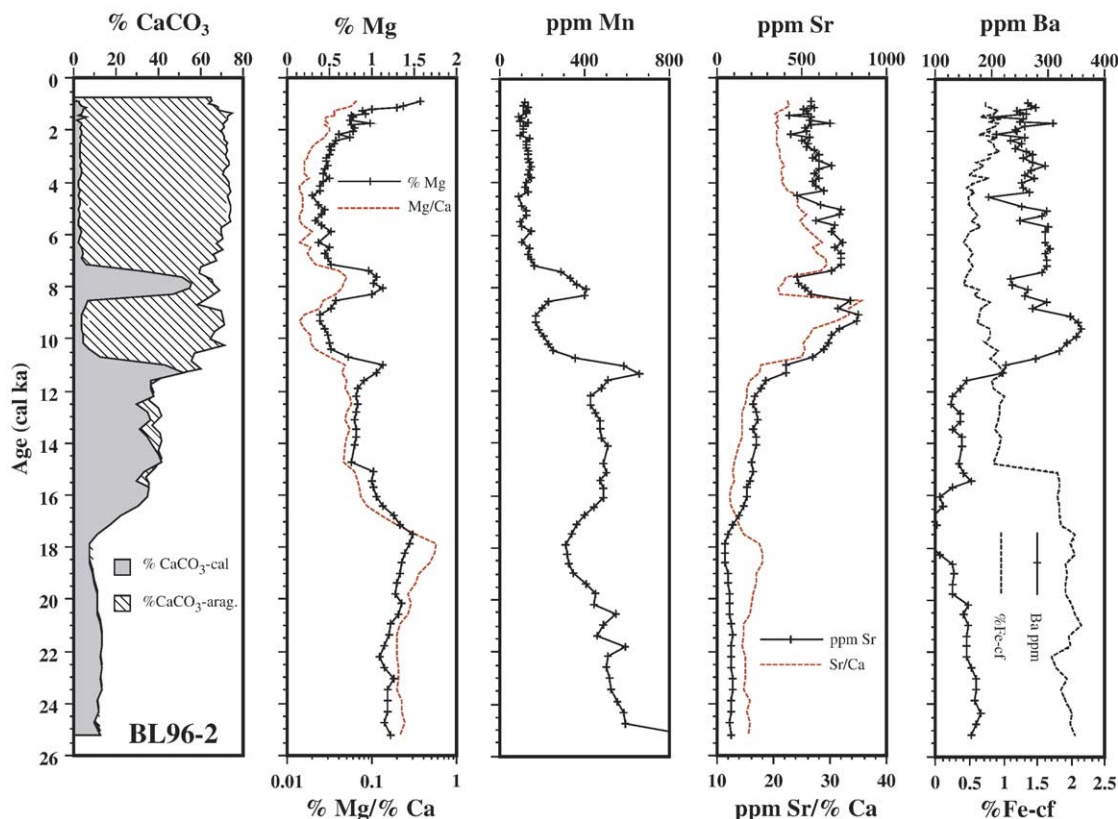 % CaCO3
% Mg
ppm Mn
ppm Sr
ppm Ba
0 20 40 60 80
0 0.5 1 1.5 2
0 200 400 600 800
0 500 1000
100 200 300 400
Age (cal ka)
0
2
4
6
8
10
12
14
16
18
20
22
24
26
% Mg
Mg/Ca
% CaCO3-cal
%CaCO3-arag.
BL96-2
ppm Sr
Sr/Ca
%Fe-cf
Ba ppm
0.01 0.1 1
10 20 30 40
0 0.5 1 1.5 2 2.5
% Mg/% Ca
ppm Sr/% Ca
%Fe-cf